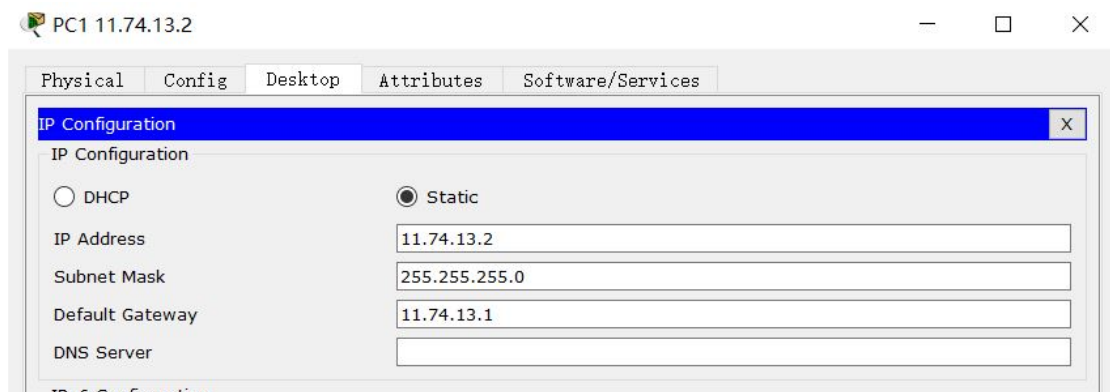 PC1 11.74.13.2
Physical Config Desktop Attributes Software/Services
IP Configuration X
IP Configuration
DHCP Static
IP Address 11.74.13.2
Subnet Mask 255.255.255.0
Default Gateway 11.74.13.1
DNS Server